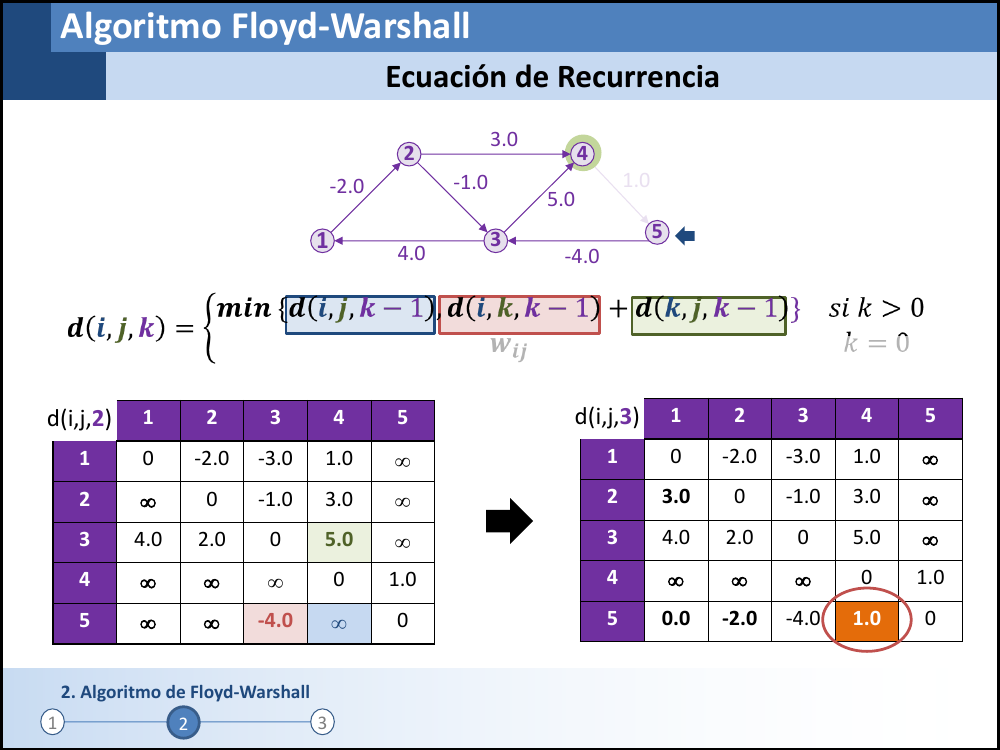 Algoritmo Floyd-Warshall
Ecuación de Recurrencia
3.0
2
4
-2.0
-1.0
5.0
1.0
1
3
5
4.0
-4.0
d(i,j,k) = { min {d(i,j,k − 1),d(i,k,k − 1) + d(k,j,k − 1)} si k > 0
w_ij k = 0
d(i,j,2) 1 2 3 4 5
1 0 -2.0 -3.0 1.0 ∞
2 ∞ 0 -1.0 3.0 ∞
3 4.0 2.0 0 5.0 ∞
4 ∞ ∞ ∞ 0 1.0
5 ∞ ∞ -4.0 ∞ 0
d(i,j,3) 1 2 3 4 5
1 0 -2.0 -3.0 1.0 ∞
2 3.0 0 -1.0 3.0 ∞
3 4.0 2.0 0 5.0 ∞
4 ∞ ∞ ∞ 0 1.0
5 0.0 -2.0 -4.0 1.0 0
2. Algoritmo de Floyd-Warshall
1 2 3